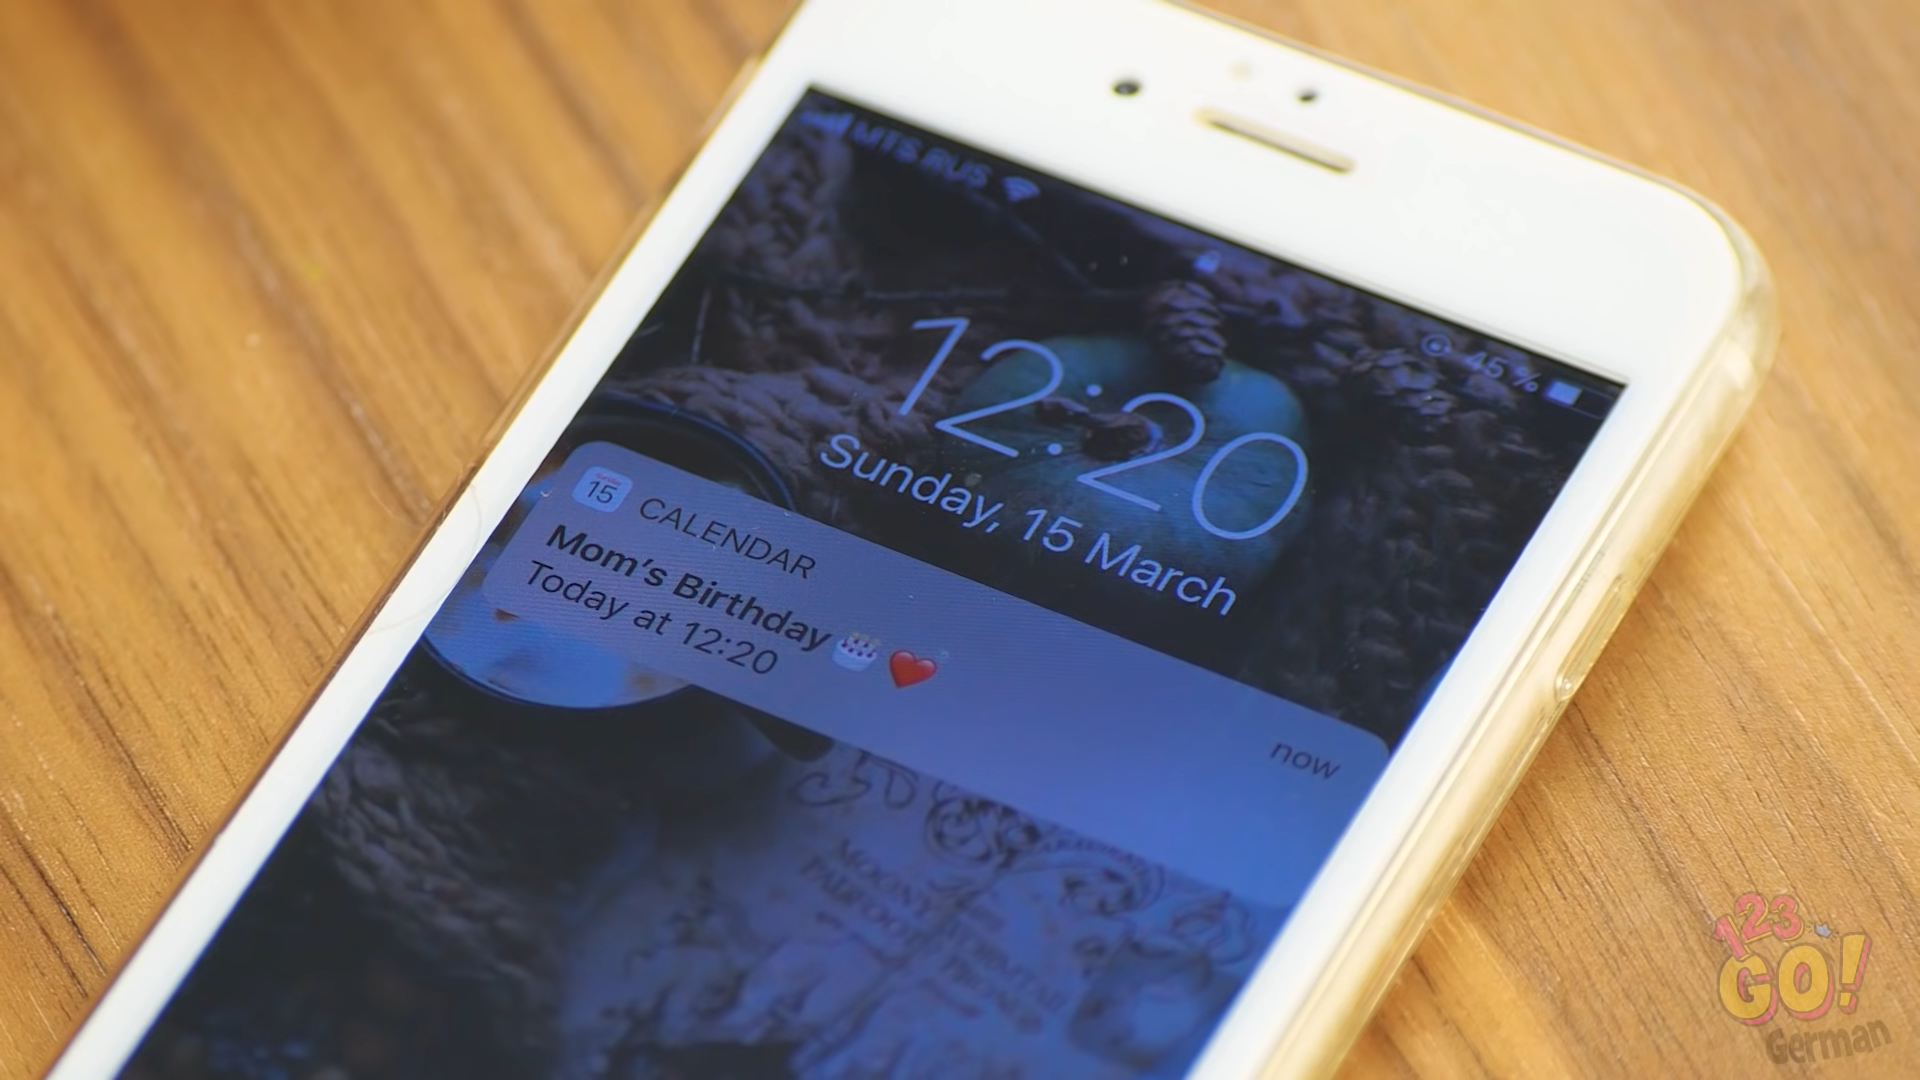 MTS RUS
45 %
12:20
Sunday, 15 March
15
CALENDAR
Mom's Birthday 🎂 ❤️
Today at 12:20
now
123
GO!
German